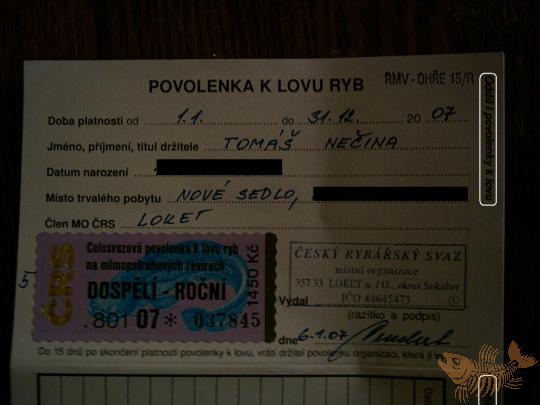 POVOLENKA K LOVU RYB
RMV - OHŘE 15/R
Doba platnosti od 1.1. do 31.12. 20 07
Jméno, příjmení, titul držitele TOMÁŠ NEČINA
Datum narození
Místo trvalého pobytu NOVÉ SEDLO,
Člen MO ČRS LOKET
5
ČRS
Celosvazová povolenka k lovu ryb
na mimopstruhových revírech
DOSPĚLÍ - ROČNÍ
801 07* 037845
1450 KČ
ČESKÝ RYBÁŘSKÝ SVAZ
místní organizace
357 33 LOKET n. / O., okres Sokolov
IČO 44645473 ①
Vydal
(razítko a podpis)
dne 6.1.07
Do 15 dnů po skončení platnosti povolenky k lovu, vrátí držitel povolenku organizaci, která ji
Oddíl I povolenky k lovu